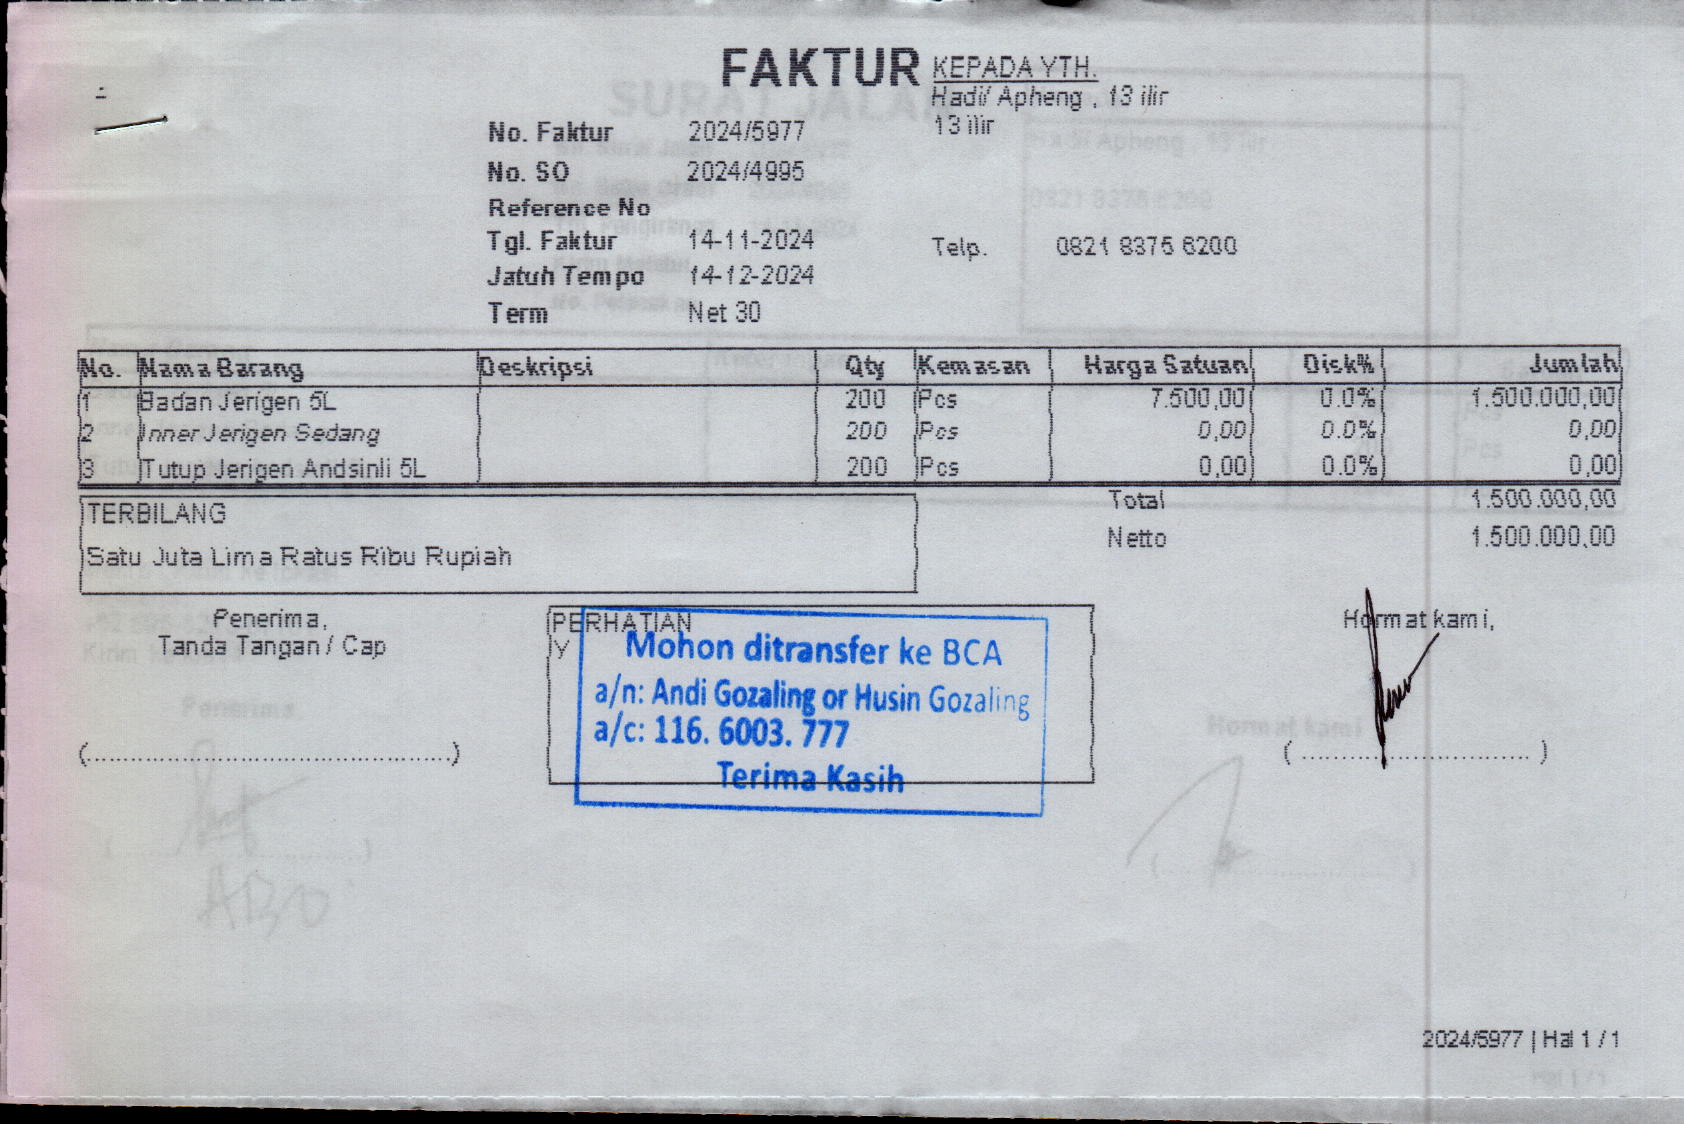 FAKTUR
KEPADA YTH.
Hadi/ Apheng , 13 ilir
13 ilir
No. Faktur 2024/5977
No. SO 2024/4995
Reference No
Tgl. Faktur 14-11-2024
Telp. 0821 8375 6200
Jatuh Tempo 14-12-2024
Term Net 30
No. Nama Barang Deskripsi Qty Kemasan Harga Satuan Disk% Jumlah
1 Badan Jerigen 5L 200 Pcs 7.500,00 0.0% 1.500.000,00
2 Inner Jerigen Sedang 200 Pcs 0,00 0.0% 0,00
3 Tutup Jerigen Andsinli 5L 200 Pcs 0,00 0.0% 0,00
Total 1.500.000,00
TERBILANG
Netto 1.500.000,00
Satu Juta Lima Ratus Ribu Rupiah
Penerima,
Tanda Tangan / Cap
PERHATIAN
Y
Mohon ditransfer ke BCA
a/n: Andi Gozaling or Husin Gozaling
a/c: 116. 6003. 777
Terima Kasih
Hormat kami,
(................................................)
( .............................. )
2024/5977 | Hal 1 / 1